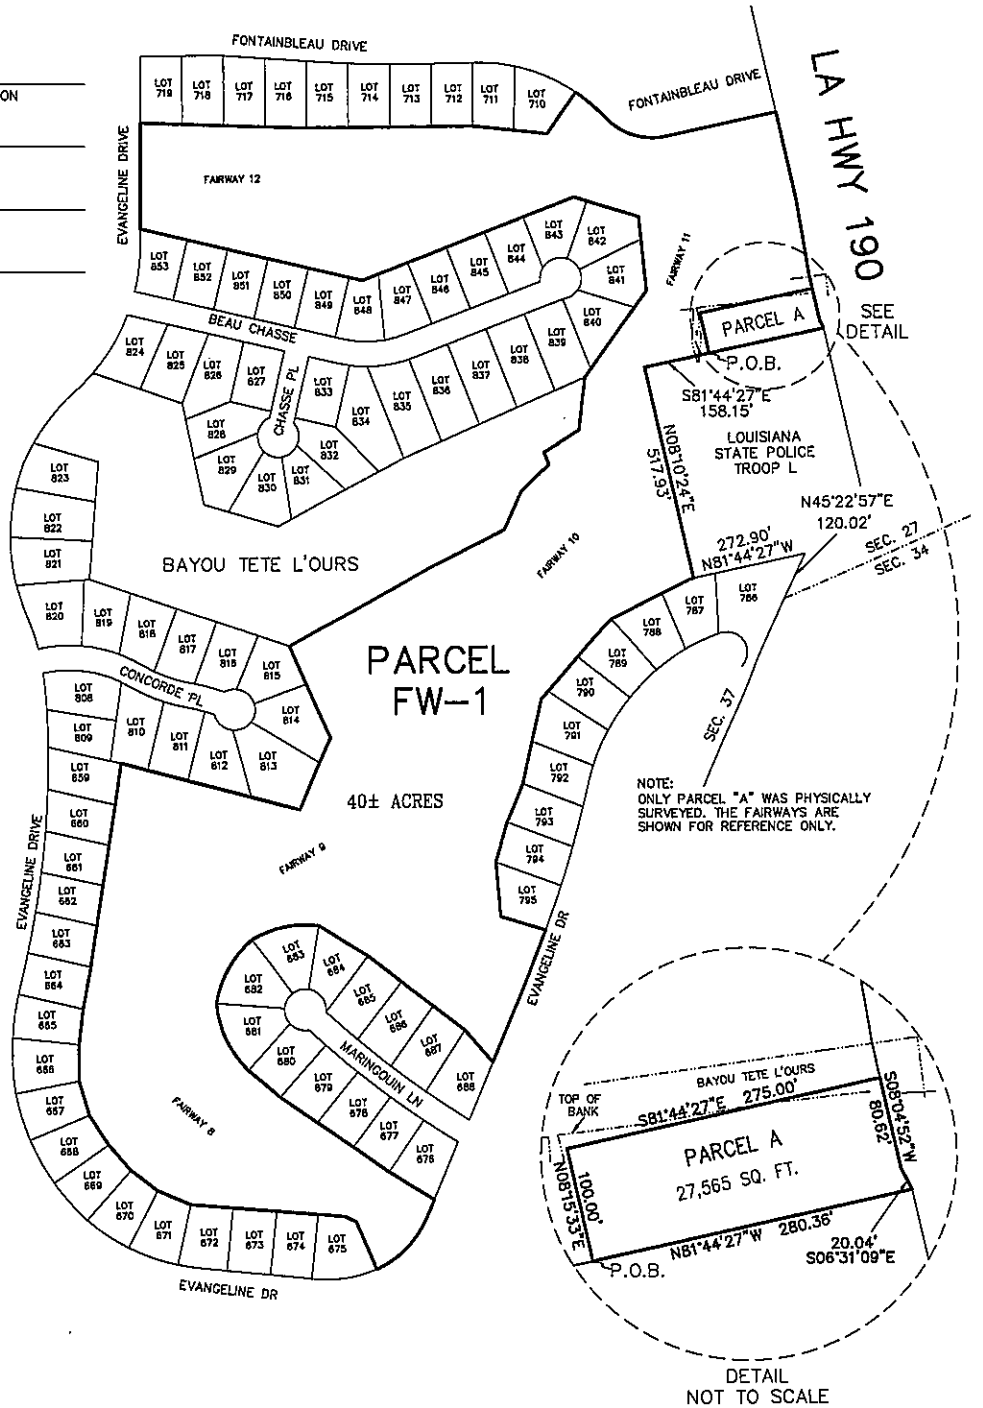 FONTAINBLEAU DRIVE
ON
LOT 719
LOT 718
LOT 717
LOT 716
LOT 715
LOT 714
LOT 713
LOT 712
LOT 711
LOT 710
FONTAINBLEAU DRIVE
LA HWY 190
EVANGELINE DRIVE
FAIRWAY 12
FAIRWAY 11
LOT 853
LOT 852
LOT 851
LOT 850
LOT 849
LOT 848
LOT 847
LOT 846
LOT 845
LOT 844
LOT 843
LOT 842
LOT 841
LOT 840
LOT 839
LOT 838
LOT 837
LOT 836
LOT 835
LOT 834
LOT 833
BEAU CHASSE
CHASSE PL
LOT 824
LOT 825
LOT 826
LOT 827
LOT 828
LOT 829
LOT 830
LOT 831
LOT 832
PARCEL A
SEE
DETAIL
P.O.B.
S81°44'27"E
158.15'
LOUISIANA
STATE POLICE
TROOP L
N08°10'24"E
517.93'
N45°22'57"E
120.02'
272.90'
N81°44'27"W
SEC. 27
SEC. 34
SEC. 37
LOT 823
LOT 822
LOT 821
LOT 820
LOT 819
LOT 818
LOT 817
LOT 816
LOT 815
LOT 814
LOT 813
LOT 812
LOT 811
LOT 810
LOT 808
LOT 809
CONCORDE PL
BAYOU TETE L'OURS
FAIRWAY 10
PARCEL
FW-1
40± ACRES
LOT 786
LOT 787
LOT 788
LOT 789
LOT 790
LOT 791
LOT 792
LOT 793
LOT 794
LOT 795
NOTE:
ONLY PARCEL "A" WAS PHYSICALLY
SURVEYED. THE FAIRWAYS ARE
SHOWN FOR REFERENCE ONLY.
EVANGELINE DRIVE
FAIRWAY 9
EVANGELINE DR
LOT 659
LOT 660
LOT 661
LOT 662
LOT 663
LOT 664
LOT 665
LOT 666
LOT 667
LOT 668
LOT 669
LOT 670
LOT 671
LOT 672
LOT 673
LOT 674
LOT 675
LOT 683
LOT 684
LOT 685
LOT 686
LOT 687
LOT 688
LOT 682
LOT 681
LOT 680
LOT 679
LOT 678
LOT 677
LOT 676
MARINGOUIN LN
FAIRWAY 8
EVANGELINE DR
BAYOU TETE L'OURS
TOP OF
BANK
S81°44'27"E 275.00'
S08°04'52"W
80.62'
PARCEL A
27,565 SQ. FT.
100.00'
N08°15'33"E
N81°44'27"W 280.36'
20.04'
S06°31'09"E
P.O.B.
DETAIL
NOT TO SCALE